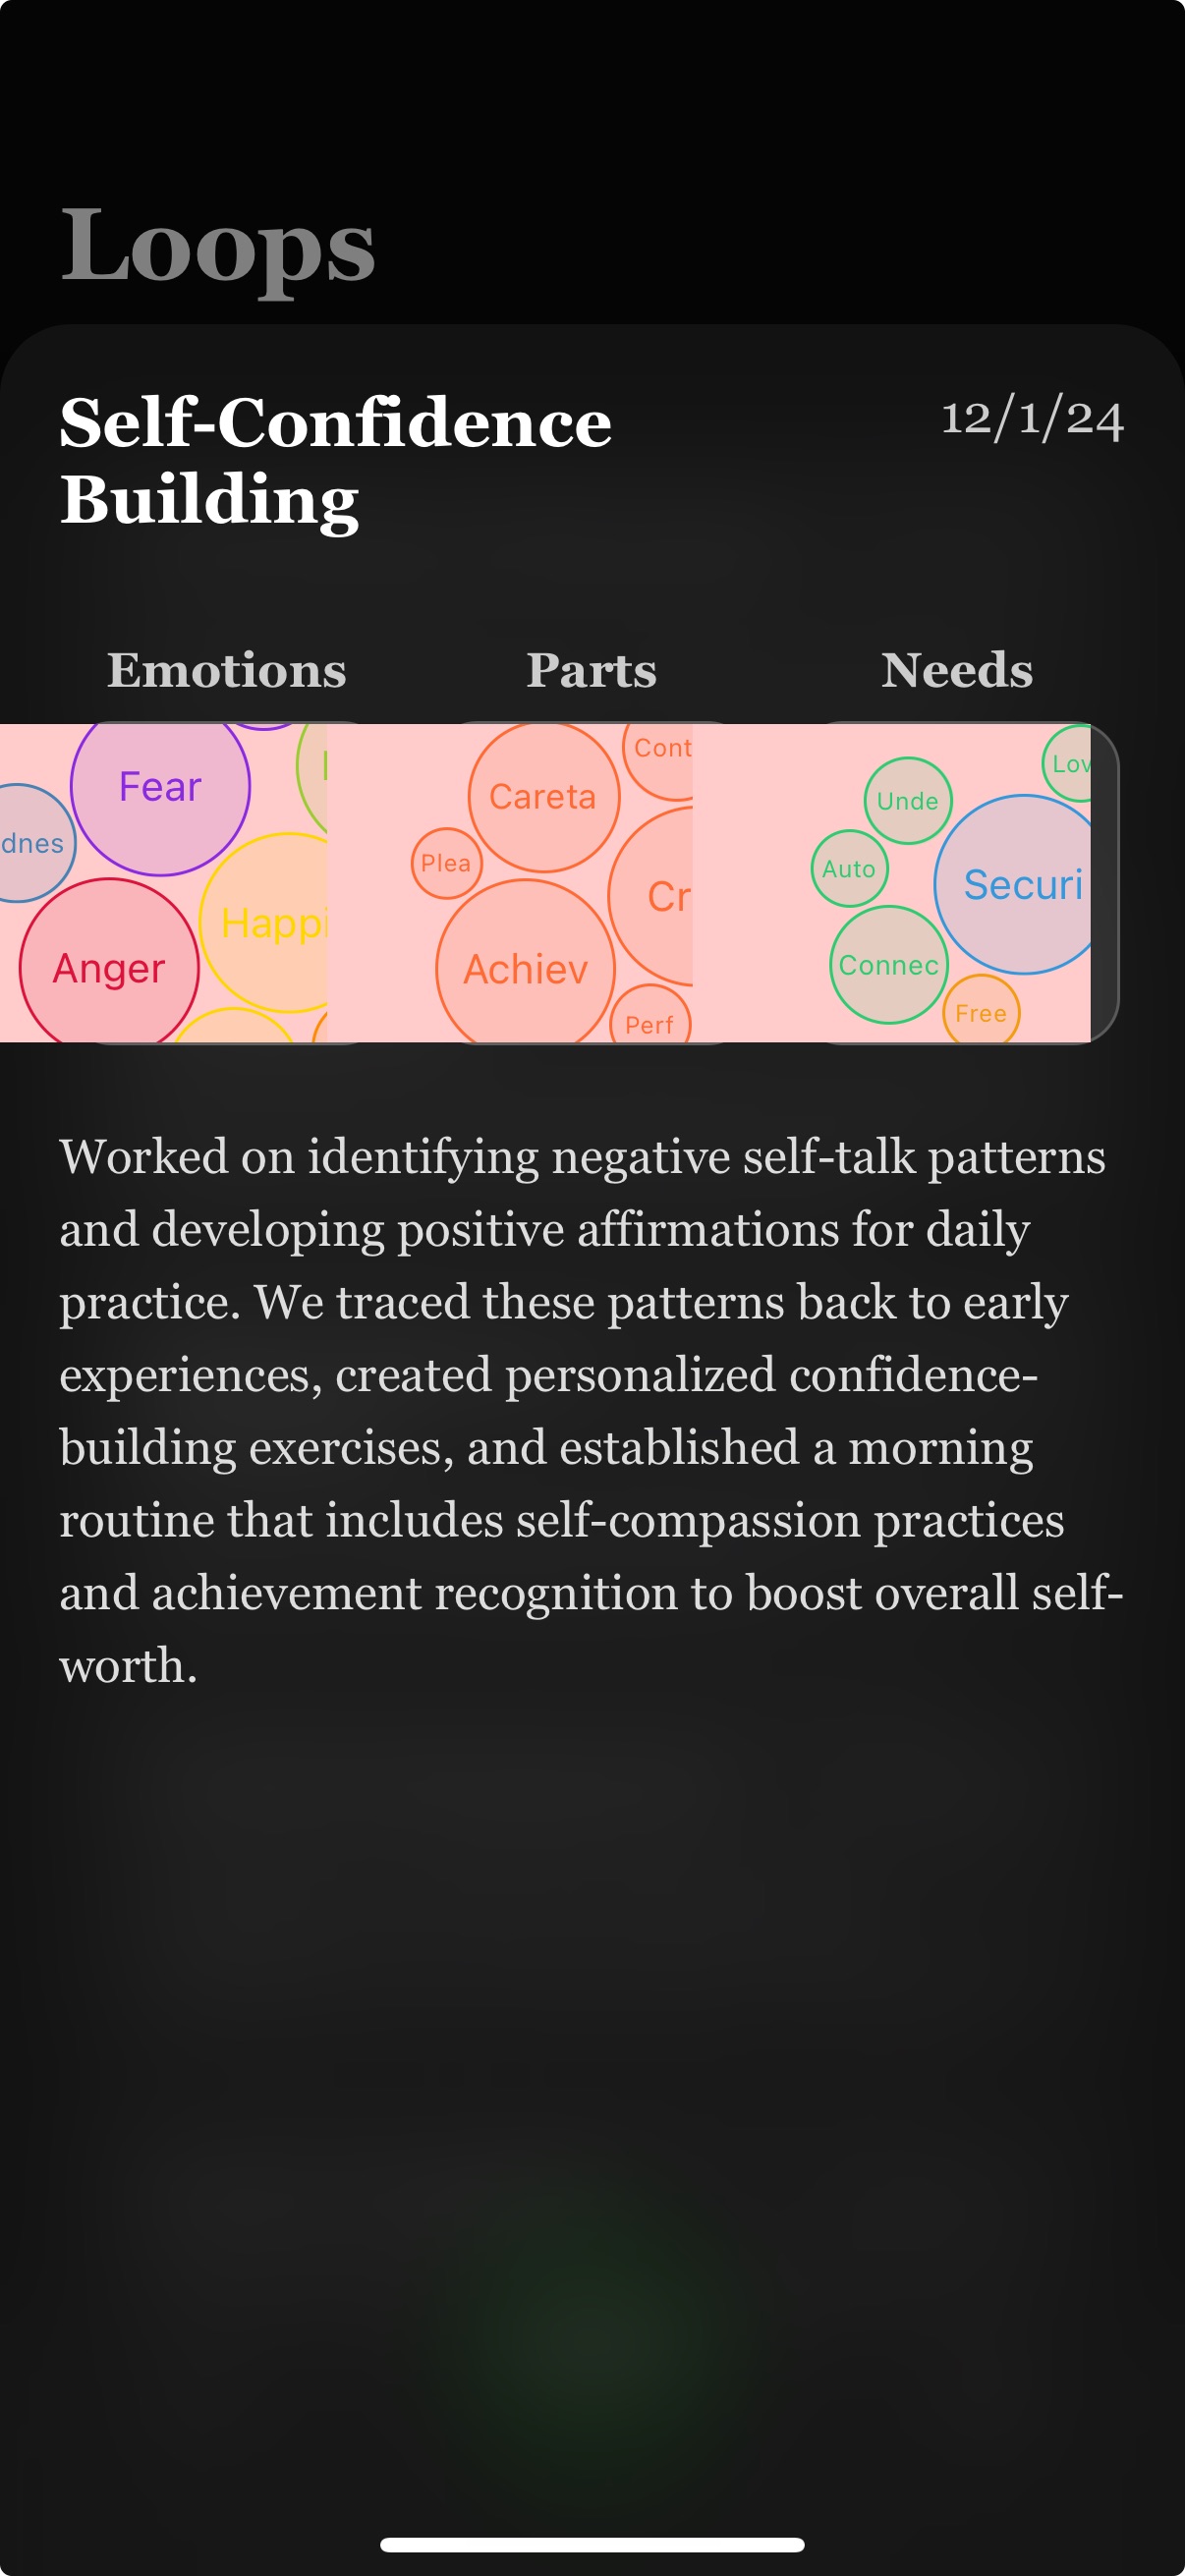 Loops
Self-Confidence
Building
12/1/24
Emotions
Parts
Needs
Fear
dnes
Happi
Anger
Careta
Cont
Plea
Cr
Achiev
Perf
Lov
Unde
Auto
Securi
Connec
Free
Worked on identifying negative self-talk patterns
and developing positive affirmations for daily
practice. We traced these patterns back to early
experiences, created personalized confidence-
building exercises, and established a morning
routine that includes self-compassion practices
and achievement recognition to boost overall self-
worth.